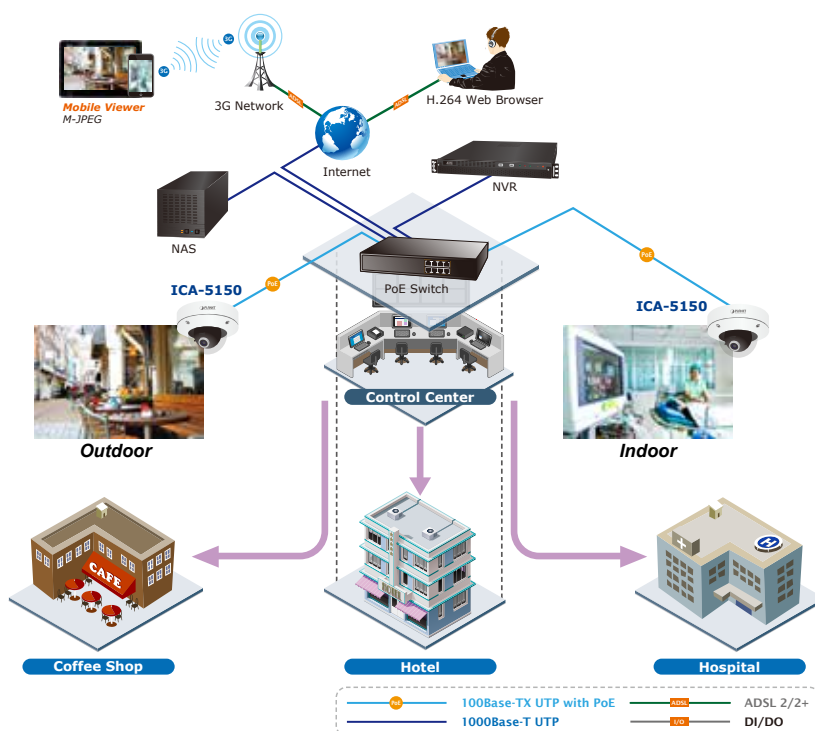 3G
3G
ADSL
ADSL
Mobile Viewer
M-JPEG
3G Network
H.264 Web Browser
Internet
NVR
NAS
PoE Switch
PoE
PoE
ICA-5150
ICA-5150
Control Center
Outdoor
Indoor
CAFE
H
Coffee Shop
Hotel
Hospital
PoE 100Base-TX UTP with PoE
ADSL ADSL 2/2+
1000Base-T UTP
I/O DI/DO